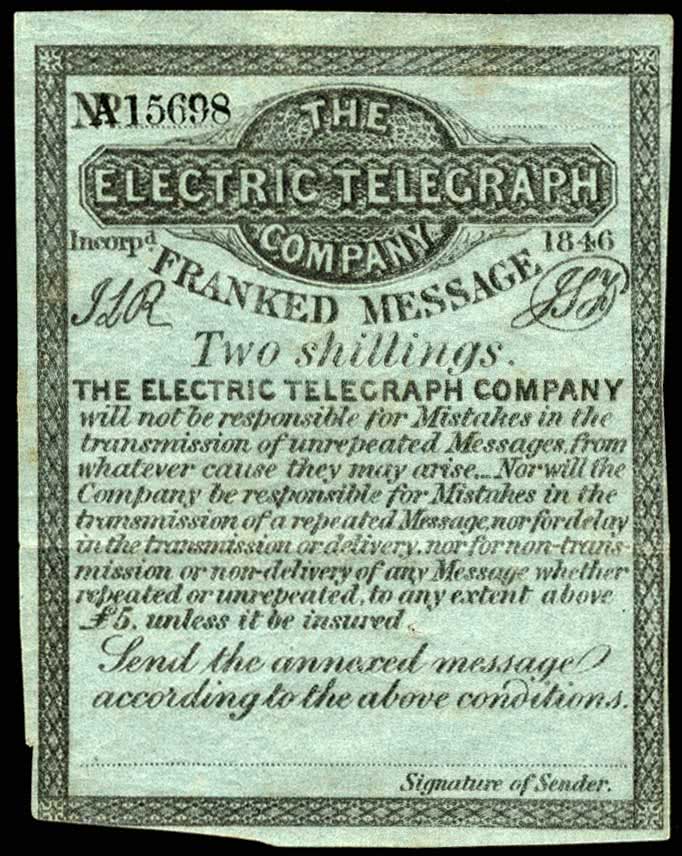 No A15698
THE
ELECTRIC TELEGRAPH
COMPANY
Incorpd. 1846
FRANKED MESSAGE
Two shillings.
THE ELECTRIC TELEGRAPH COMPANY
will not be responsible for Mistakes in the
transmission of unrepeated Messages, from
whatever cause they may arise... Nor will the
Company be responsible for Mistakes in the
transmission of a repeated Message, nor for delay
in the transmission or delivery, nor for non-trans-
mission or non-delivery of any Message whether
repeated or unrepeated, to any extent above
£5. unless it be insured.
Send the annexed message
according to the above conditions.
Signature of Sender.